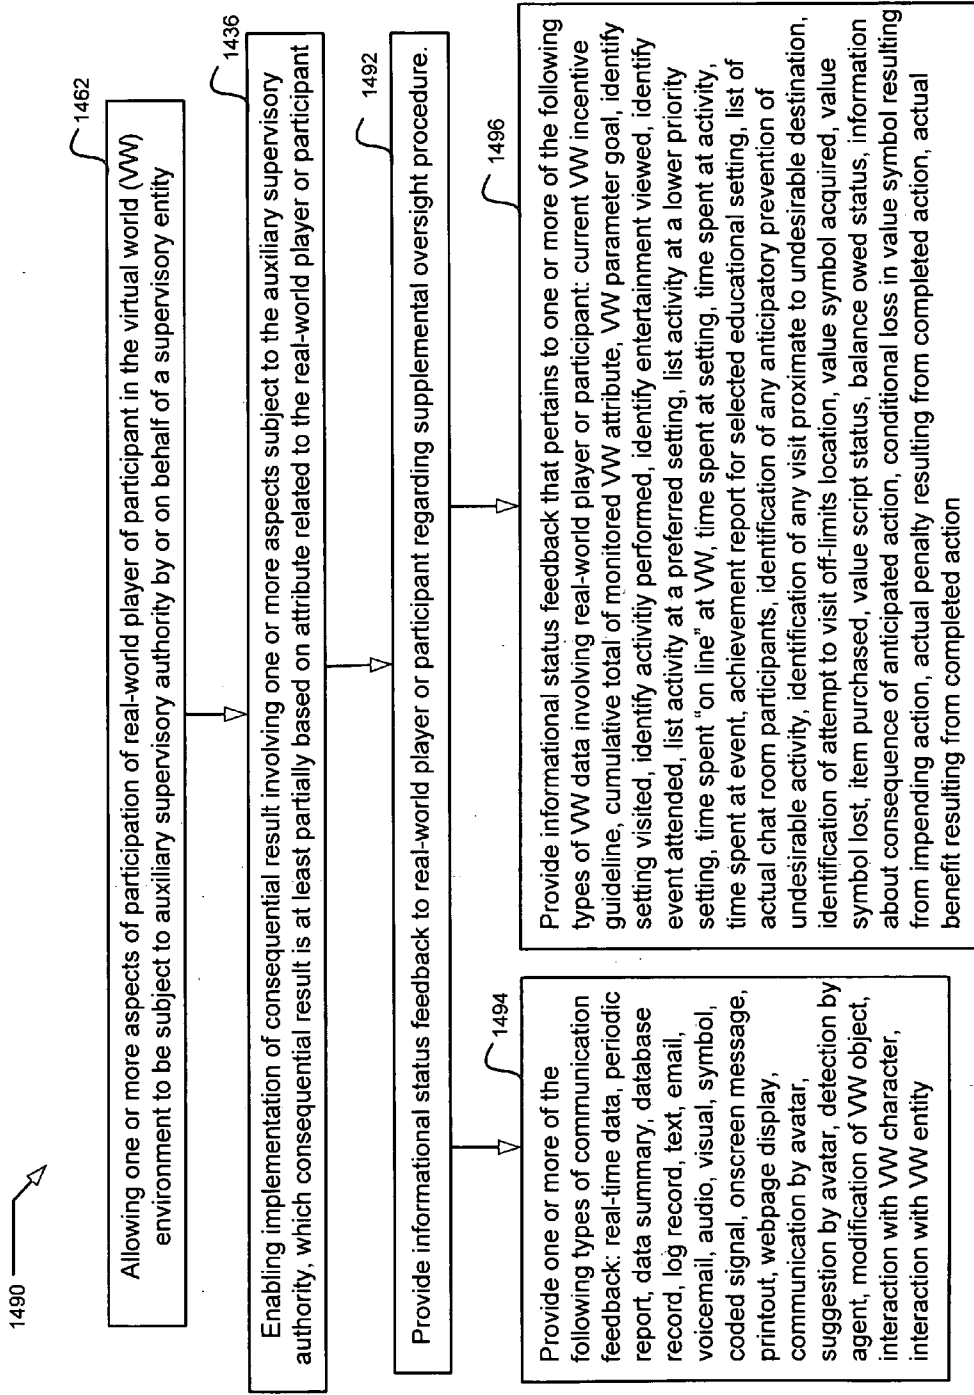 1490
1462
Allowing one or more aspects of participation of real-world player of participant in the virtual world (VW)
environment to be subject to auxiliary supervisory authority by or on behalf of a supervisory entity
1436
Enabling implementation of consequential result involving one or more aspects subject to the auxiliary supervisory
authority, which consequential result is at least partially based on attribute related to the real-world player or participant
1492
Provide informational status feedback to real-world player or participant regarding supplemental oversight procedure.
1494
Provide one or more of the
following types of communication
feedback: real-time data, periodic
report, data summary, database
record, log record, text, email,
voicemail, audio, visual, symbol,
coded signal, onscreen message,
printout, webpage display,
communication by avatar,
suggestion by avatar, detection by
agent, modification of VW object,
interaction with VW character,
interaction with VW entity
1496
Provide informational status feedback that pertains to one or more of the following
types of VW data involving real-world player or participant: current VW incentive
guideline, cumulative total of monitored VW attribute, VW parameter goal, identify
setting visited, identify activitiy performed, identify entertainment viewed, identify
event attended, list activity at a preferred setting, list activity at a lower priority
setting, time spent "on line" at VW, time spent at setting, time spent at activity,
time spent at event, achievement report for selected educational setting, list of
actual chat room participants, identification of any anticipatory prevention of
undesirable activity, identification of any visit proximate to undesirable destination,
identification of attempt to visit off-limits location, value symbol acquired, value
symbol lost, item purchased, value script status, balance owed status, information
about consequence of anticipated action, conditional loss in value symbol resulting
from impending action, actual penalty resulting from completed action, actual
benefit resulting from completed action